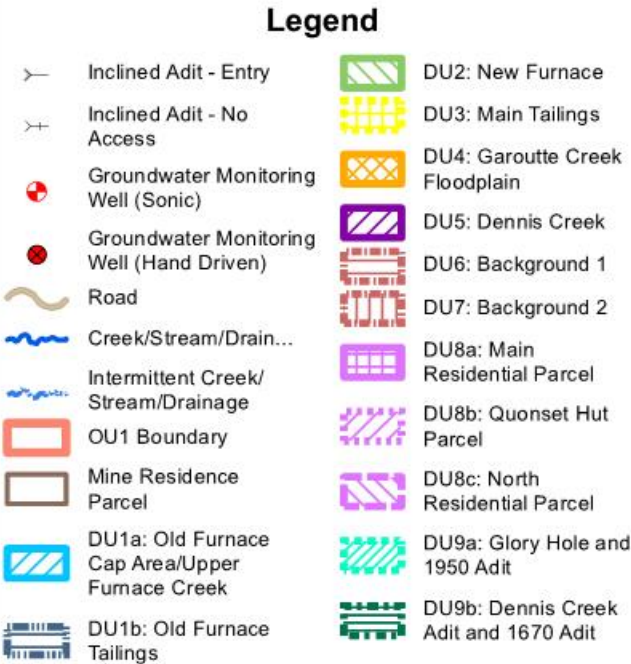 Legend
Inclined Adit - Entry
Inclined Adit - No
Access
Groundwater Monitoring
Well (Sonic)
Groundwater Monitoring
Well (Hand Driven)
Road
Creek/Stream/Drain...
Intermittent Creek/
Stream/Drainage
OU1 Boundary
Mine Residence
Parcel
DU1a: Old Furnace
Cap Area/Upper
Furnace Creek
DU1b: Old Furnace
Tailings
DU2: New Furnace
DU3: Main Tailings
DU4: Garoutte Creek
Floodplain
DU5: Dennis Creek
DU6: Background 1
DU7: Background 2
DU8a: Main
Residential Parcel
DU8b: Quonset Hut
Parcel
DU8c: North
Residential Parcel
DU9a: Glory Hole and
1950 Adit
DU9b: Dennis Creek
Adit and 1670 Adit